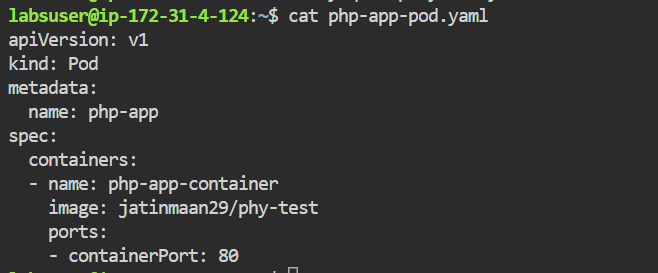 labsuser@ip-172-31-4-124:~$ cat php-app-pod.yaml
apiVersion: v1
kind: Pod
metadata:
  name: php-app
spec:
  containers:
  - name: php-app-container
    image: jatinmaan29/phy-test
    ports:
    - containerPort: 80